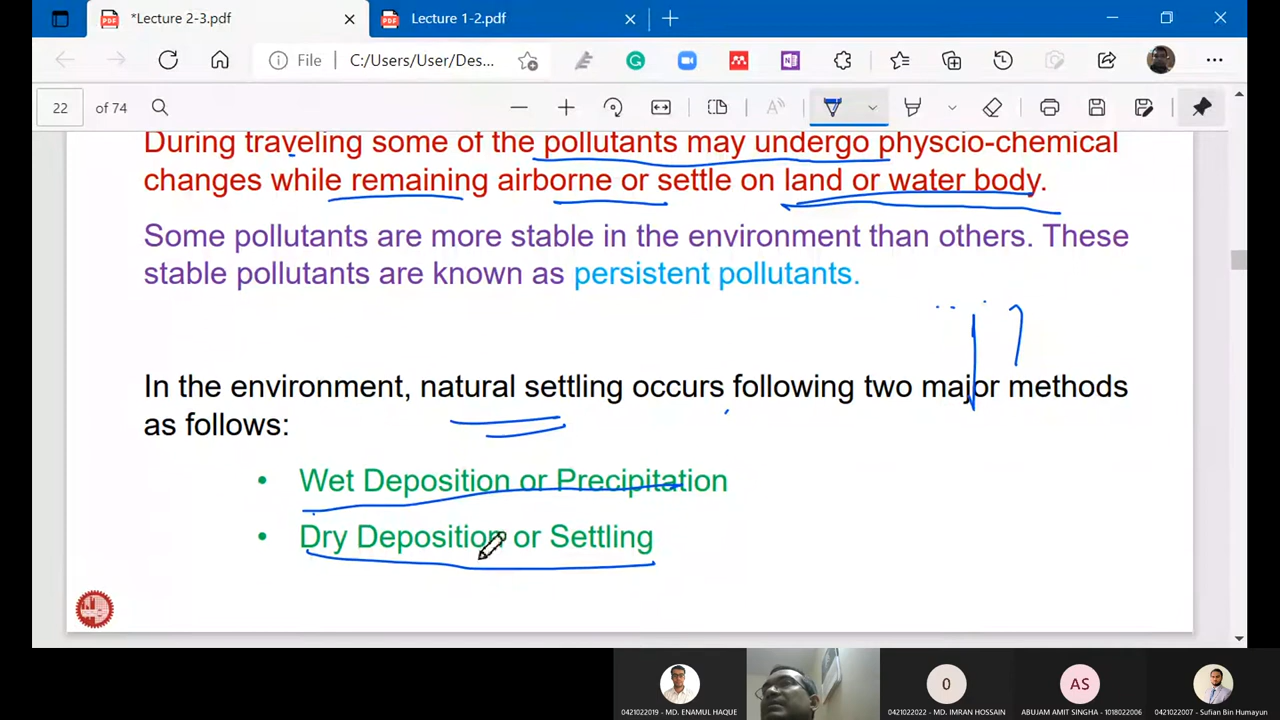 *Lecture 2-3.pdf
Lecture 1-2.pdf
File
C:/Users/User/Des...
22 of 74
During traveling some of the pollutants may undergo physcio-chemical
changes while remaining airborne or settle on land or water body.
Some pollutants are more stable in the environment than others. These
stable pollutants are known as persistent pollutants.
In the environment, natural settling occurs following two major methods
as follows:
• Wet Deposition or Precipitation
• Dry Deposition or Settling
0421022019 - MD. ENAMUL HAQUE
0
0421022022 - MD. IMRAN HOSSAIN
AS
ABUJAM AMIT SINGHA - 1018022006
0421022007 - Sufian Bin Humayun